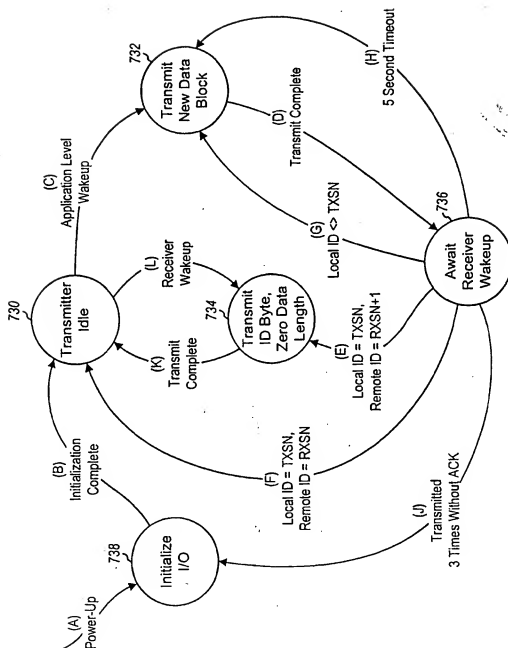 (A)
Power-Up
738
Initialize
I/O
(B)
Initialization
Complete
730
Transmitter
Idle
(C)
Application Level
Wakeup
732
Transmit
New Data
Block
(K)
Transmit
Complete
(L)
Receiver
Wakeup
734
Transmit
ID Byte,
Zero Data
Length
(D)
Transmit Complete
(H)
5 Second Timeout
(G)
Local ID <> TXSN
(E)
Local ID = TXSN,
Remote ID = RXSN+1
(F)
Local ID = TXSN,
Remote ID = RXSN
736
Await
Receiver
Wakeup
(J)
Transmitted
3 Times Without ACK